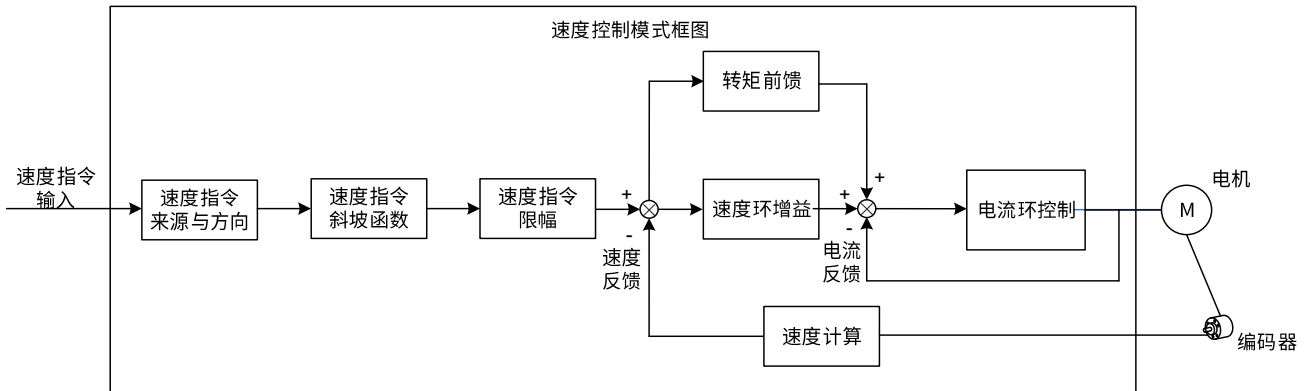 速度控制模式框图
转矩前馈
速度指令
输入
速度指令
来源与方向
速度指令
斜坡函数
速度指令
限幅
+
-
速度
反馈
速度环增益
+
+
-
电流
反馈
电流环控制
电机
M
速度计算
编码器